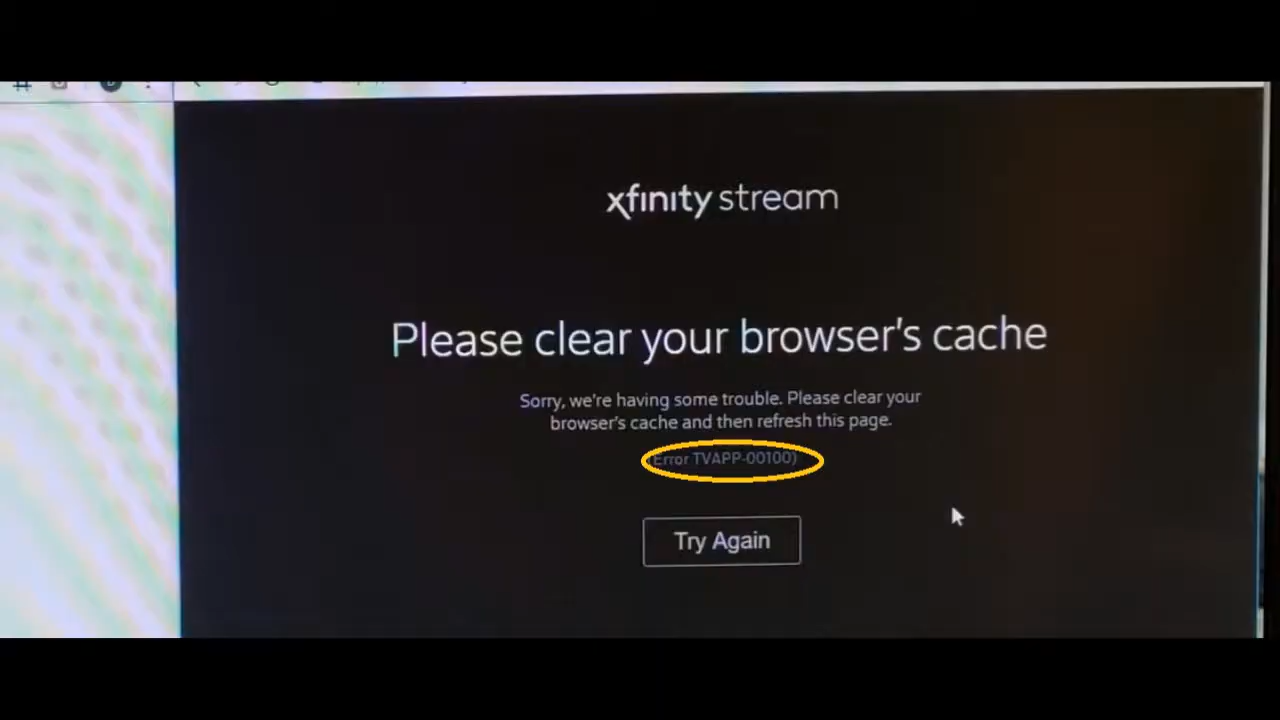 xfinity stream
Please clear your browser's cache
Sorry, we're having some trouble. Please clear your
browser's cache and then refresh this page.
(Error TVAPP-00100)
Try Again